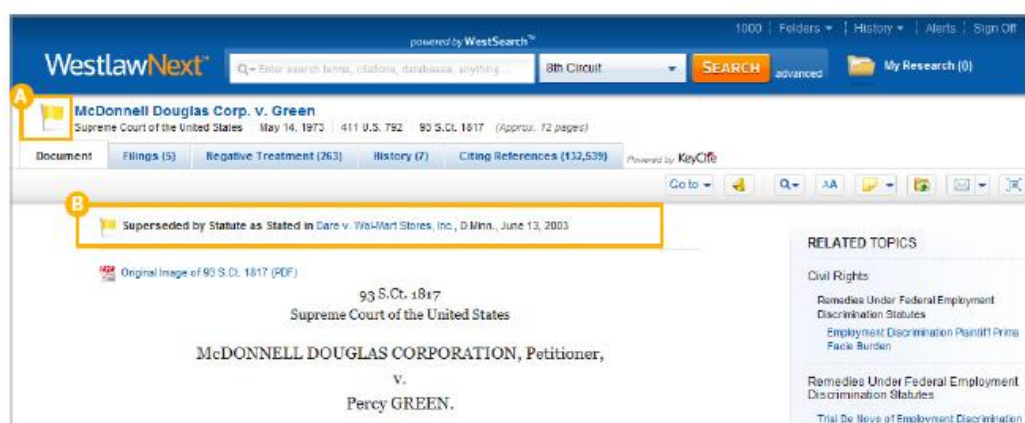 1000 Folders History Alerts Sign Off
powered by WestSearch™
WestlawNext™ Enter search terms, citations, databases, anything ... 8th Circuit SEARCH advanced My Research (0)
A
McDonnell Douglas Corp. v. Green
Supreme Court of the United States May 14, 1973 411 U.S. 792 93 S.Ct. 1817 (Approx. 12 pages)
Document Filings (5) Negative Treatment (263) History (7) Citing References (132,539) Powered by KeyCite
Go to AA
B
Superseded by Statute as Stated in Dare v. Wal-Mart Stores, Inc., D.Minn., June 13, 2003
RELATED TOPICS
Original Image of 93 S.Ct. 1817 (PDF)
Civil Rights
93 S.Ct. 1817
Supreme Court of the United States
Remedies Under Federal Employment
Discrimination Statutes
Employment Discrimination Plaintiff Prima
Facie Burden
McDONNELL DOUGLAS CORPORATION, Petitioner,
v.
Percy GREEN.
Remedies Under Federal Employment
Discrimination Statutes
Trial De Novo of Employment Discrimination